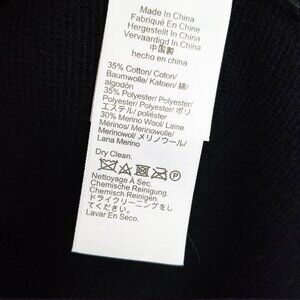 Made In China
Fabriqué En Chine
Hergestellt In China
Vervaardigd In China
中国製
hecho en china
35% Cotton/ Coton/
Baumwolle/ Katoen/ 綿/
algodón
35% Polyester/ Polyester/
Polyester/ Polyester/ ポリ
エステル/ poliéster
30% Merino Wool/ Laine
Mérinos/ Merinowolle/
Merinowol/ メリノウール/
Lana Merino
Dry Clean.
P
Nettoyage À Sec.
Chemische Reinigung.
Chemisch Reinigen.
ドライクリーニングをし
てください。
Lavar En Seco.